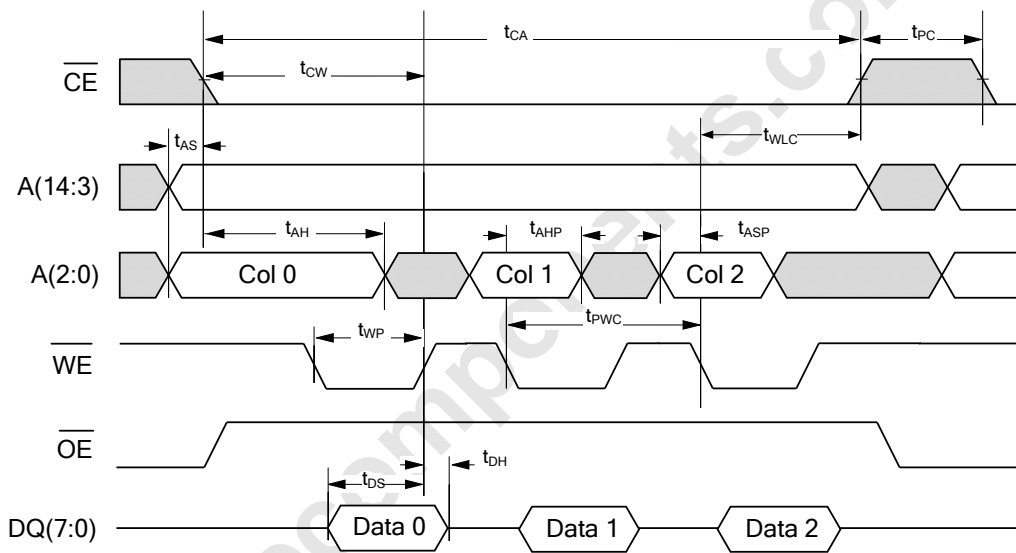 tCA
tPC
tCW
CE
tWLC
tAS
A(14:3)
tAH
tAHP
tASP
A(2:0)
Col 0
Col 1
Col 2
tPWC
tWP
WE
OE
tDH
tDS
DQ(7:0)
Data 0
Data 1
Data 2